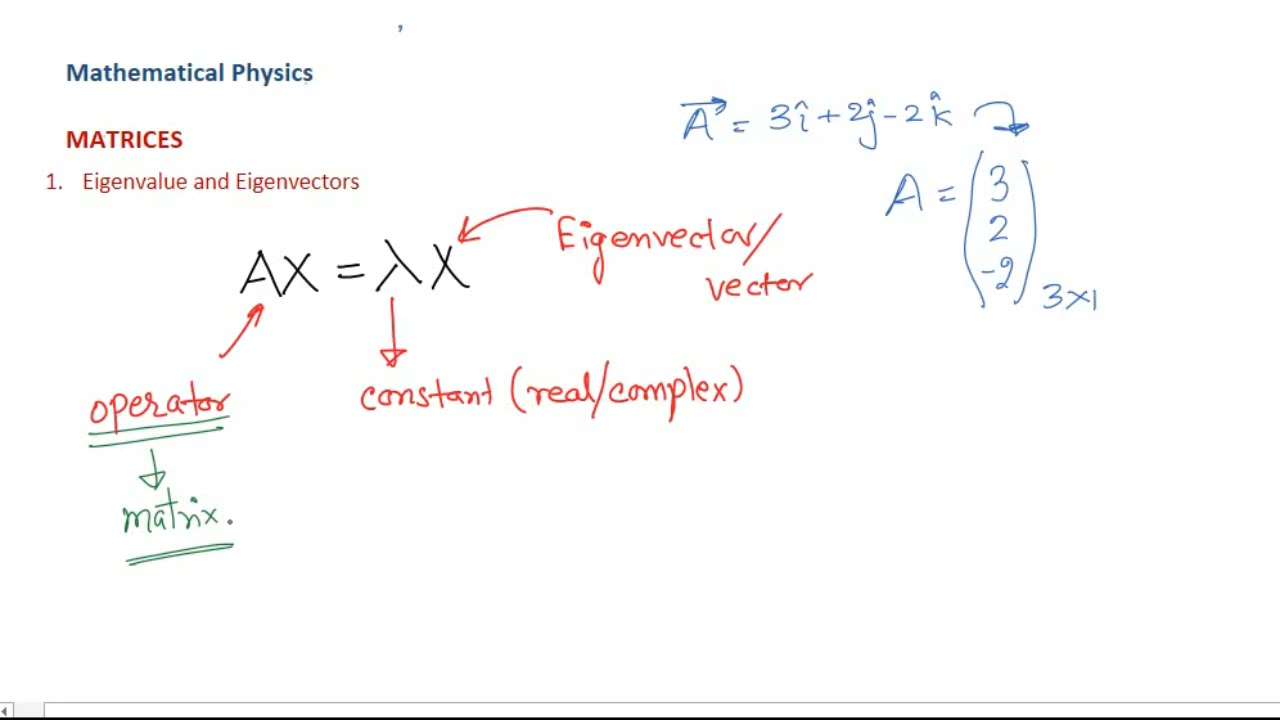 Mathematical Physics
MATRICES
1. Eigenvalue and Eigenvectors
AX = λX
Eigenvector/
vector
operator
constant (real/complex)
matrix.
A⃗ = 3î + 2ĵ - 2k̂
A = (3
2
-2) 3×1